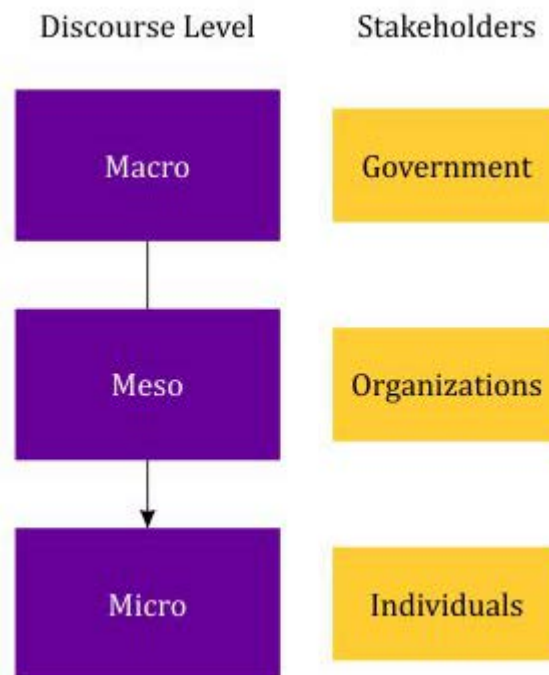 Discourse Level
Stakeholders
Macro
Government
Meso
Organizations
Micro
Individuals